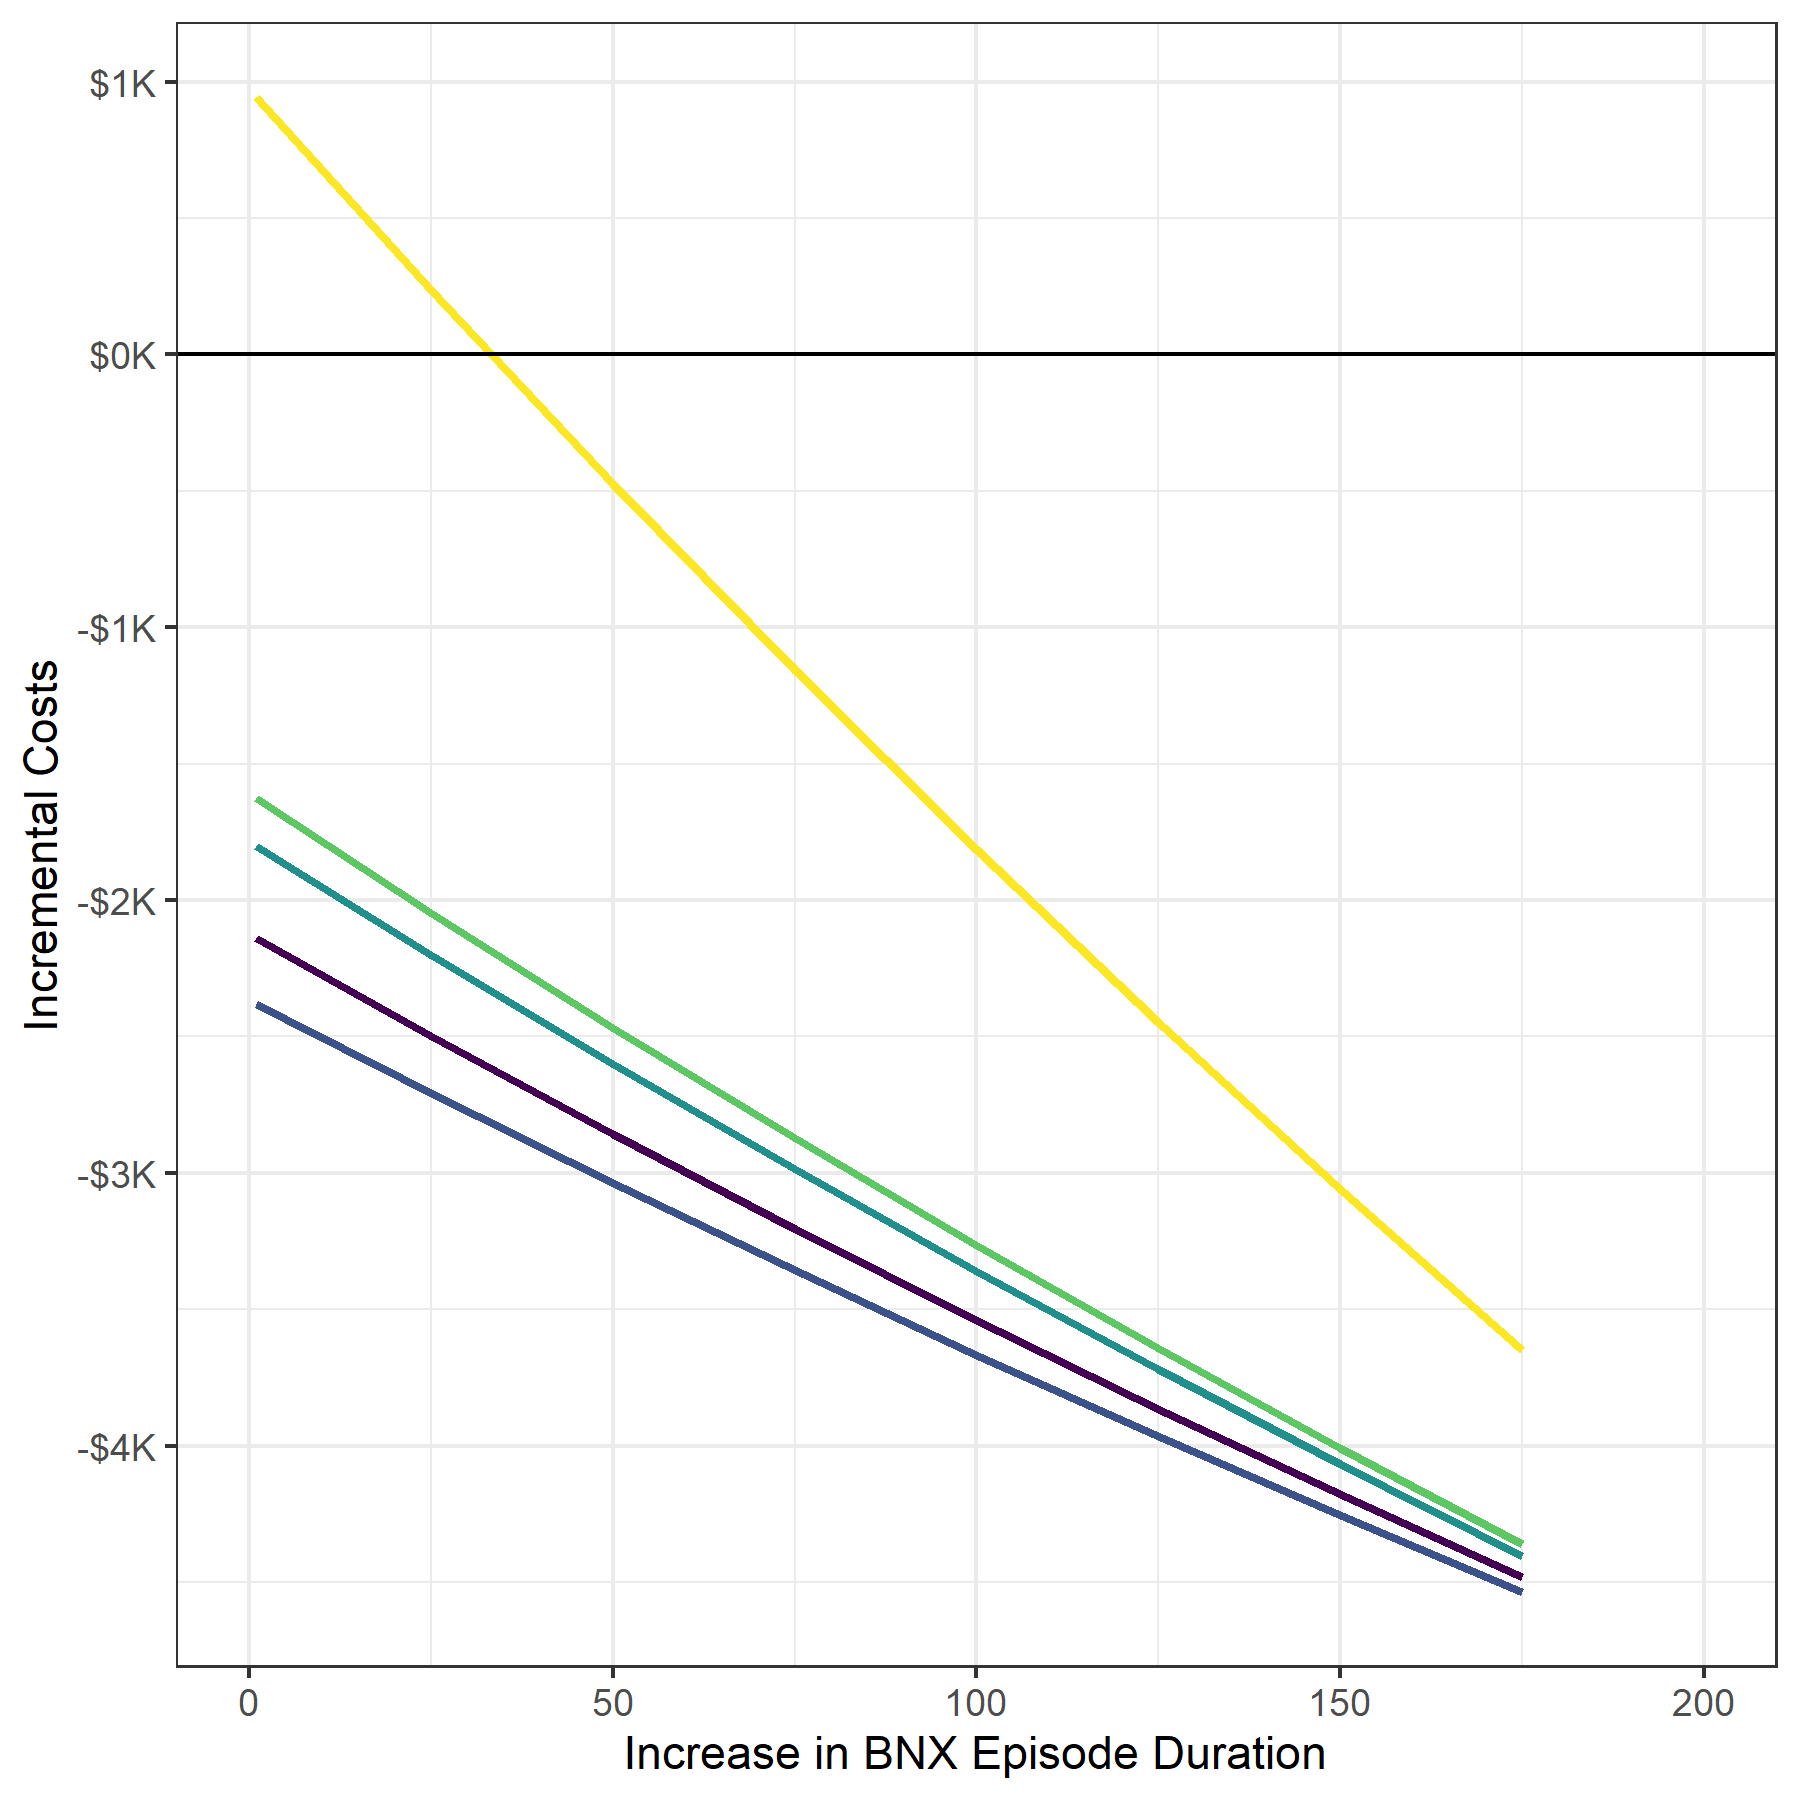 $1K
$0K
-$1K
-$2K
-$3K
-$4K
Incremental Costs
0 50 100 150 200
Increase in BNX Episode Duration